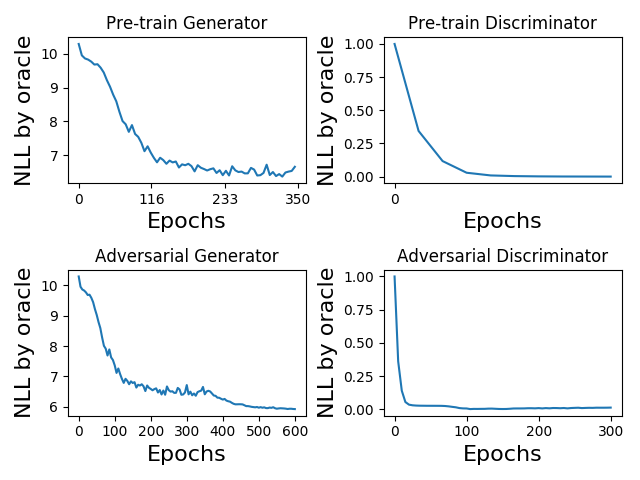 Pre-train Generator
NLL by oracle
10
9
8
7
0 116 233 350
Epochs
Pre-train Discriminator
NLL by oracle
1.00
0.75
0.50
0.25
0.00
0
Epochs
Adversarial Generator
NLL by oracle
10
9
8
7
6
0 100 200 300 400 500 600
Epochs
Adversarial Discriminator
NLL by oracle
1.00
0.75
0.50
0.25
0.00
0 100 200 300
Epochs